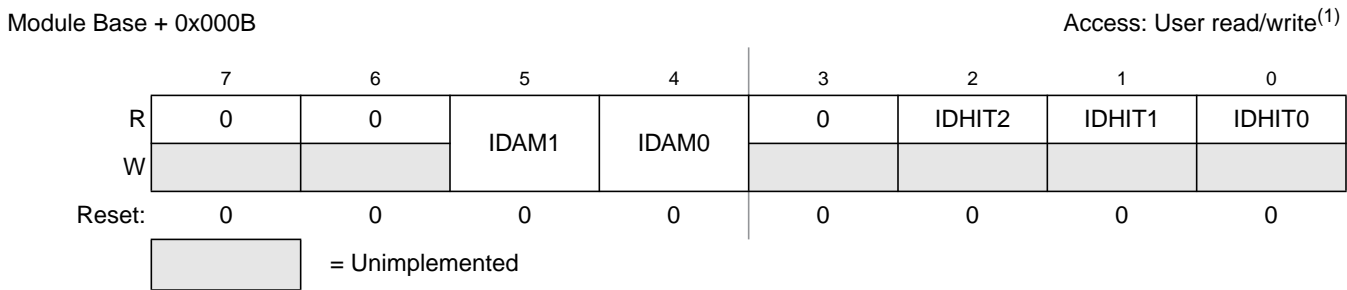 Module Base + 0x000B Access: User read/write(1)
7 6 5 4 3 2 1 0
R 0 0 IDAM1 IDAM0 0 IDHIT2 IDHIT1 IDHIT0
W
Reset: 0 0 0 0 0 0 0 0
= Unimplemented